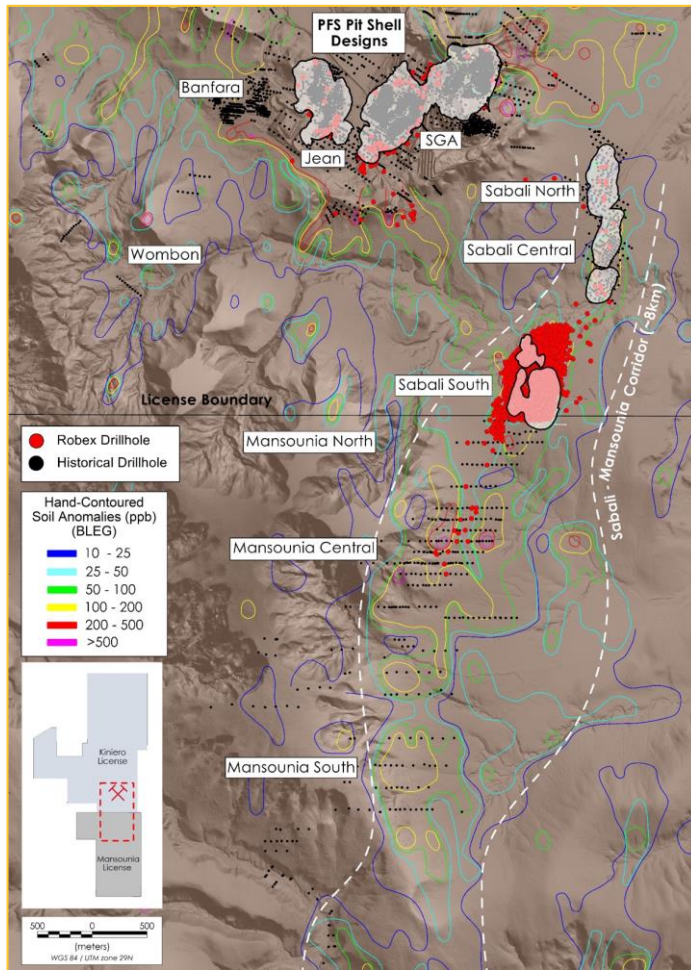 PFS Pit Shell
Designs
Banfara
Jean
SGA
Sabali North
Sabali Central
Wombon
Sabali South
License Boundary
Mansounia North
Sabali - Mansounia Corridor (~8km)
Robex Drillhole
Historical Drillhole
Hand-Contoured
Soil Anomalies (ppb)
(BLEG)
10 - 25
25 - 50
50 - 100
100 - 200
200 - 500
>500
Mansounia Central
Mansounia South
Kiniero
License
Mansounia
License
500 0 500
(meters)
WGS 84 / UTM zone 29N